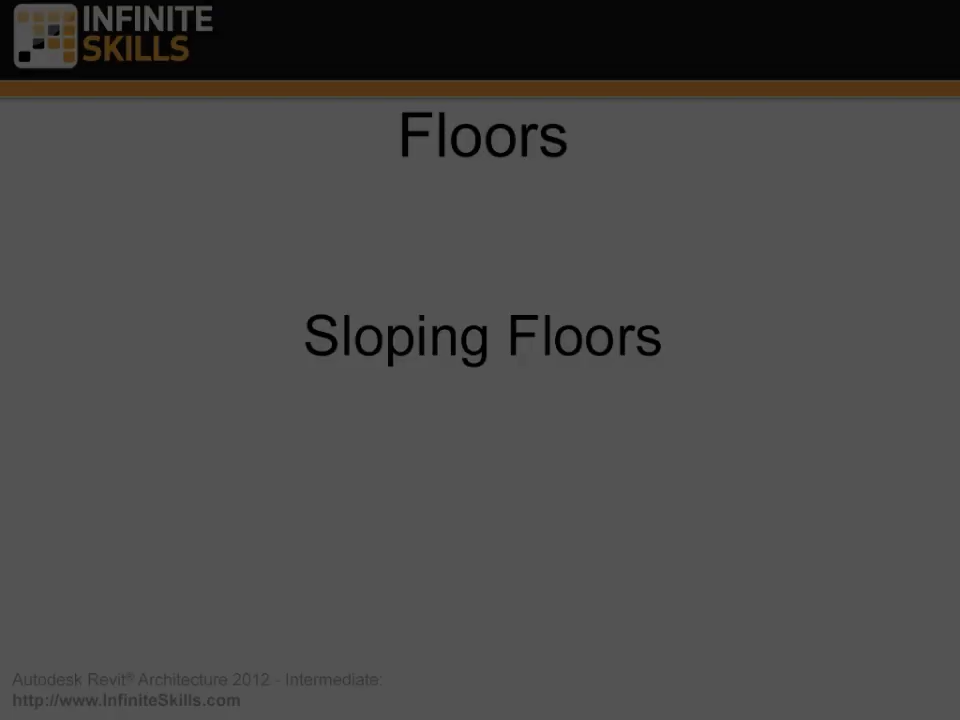 INFINITE
SKILLS
Floors
Sloping Floors
Autodesk Revit® Architecture 2012 - Intermediate:
http://www.InfiniteSkills.com